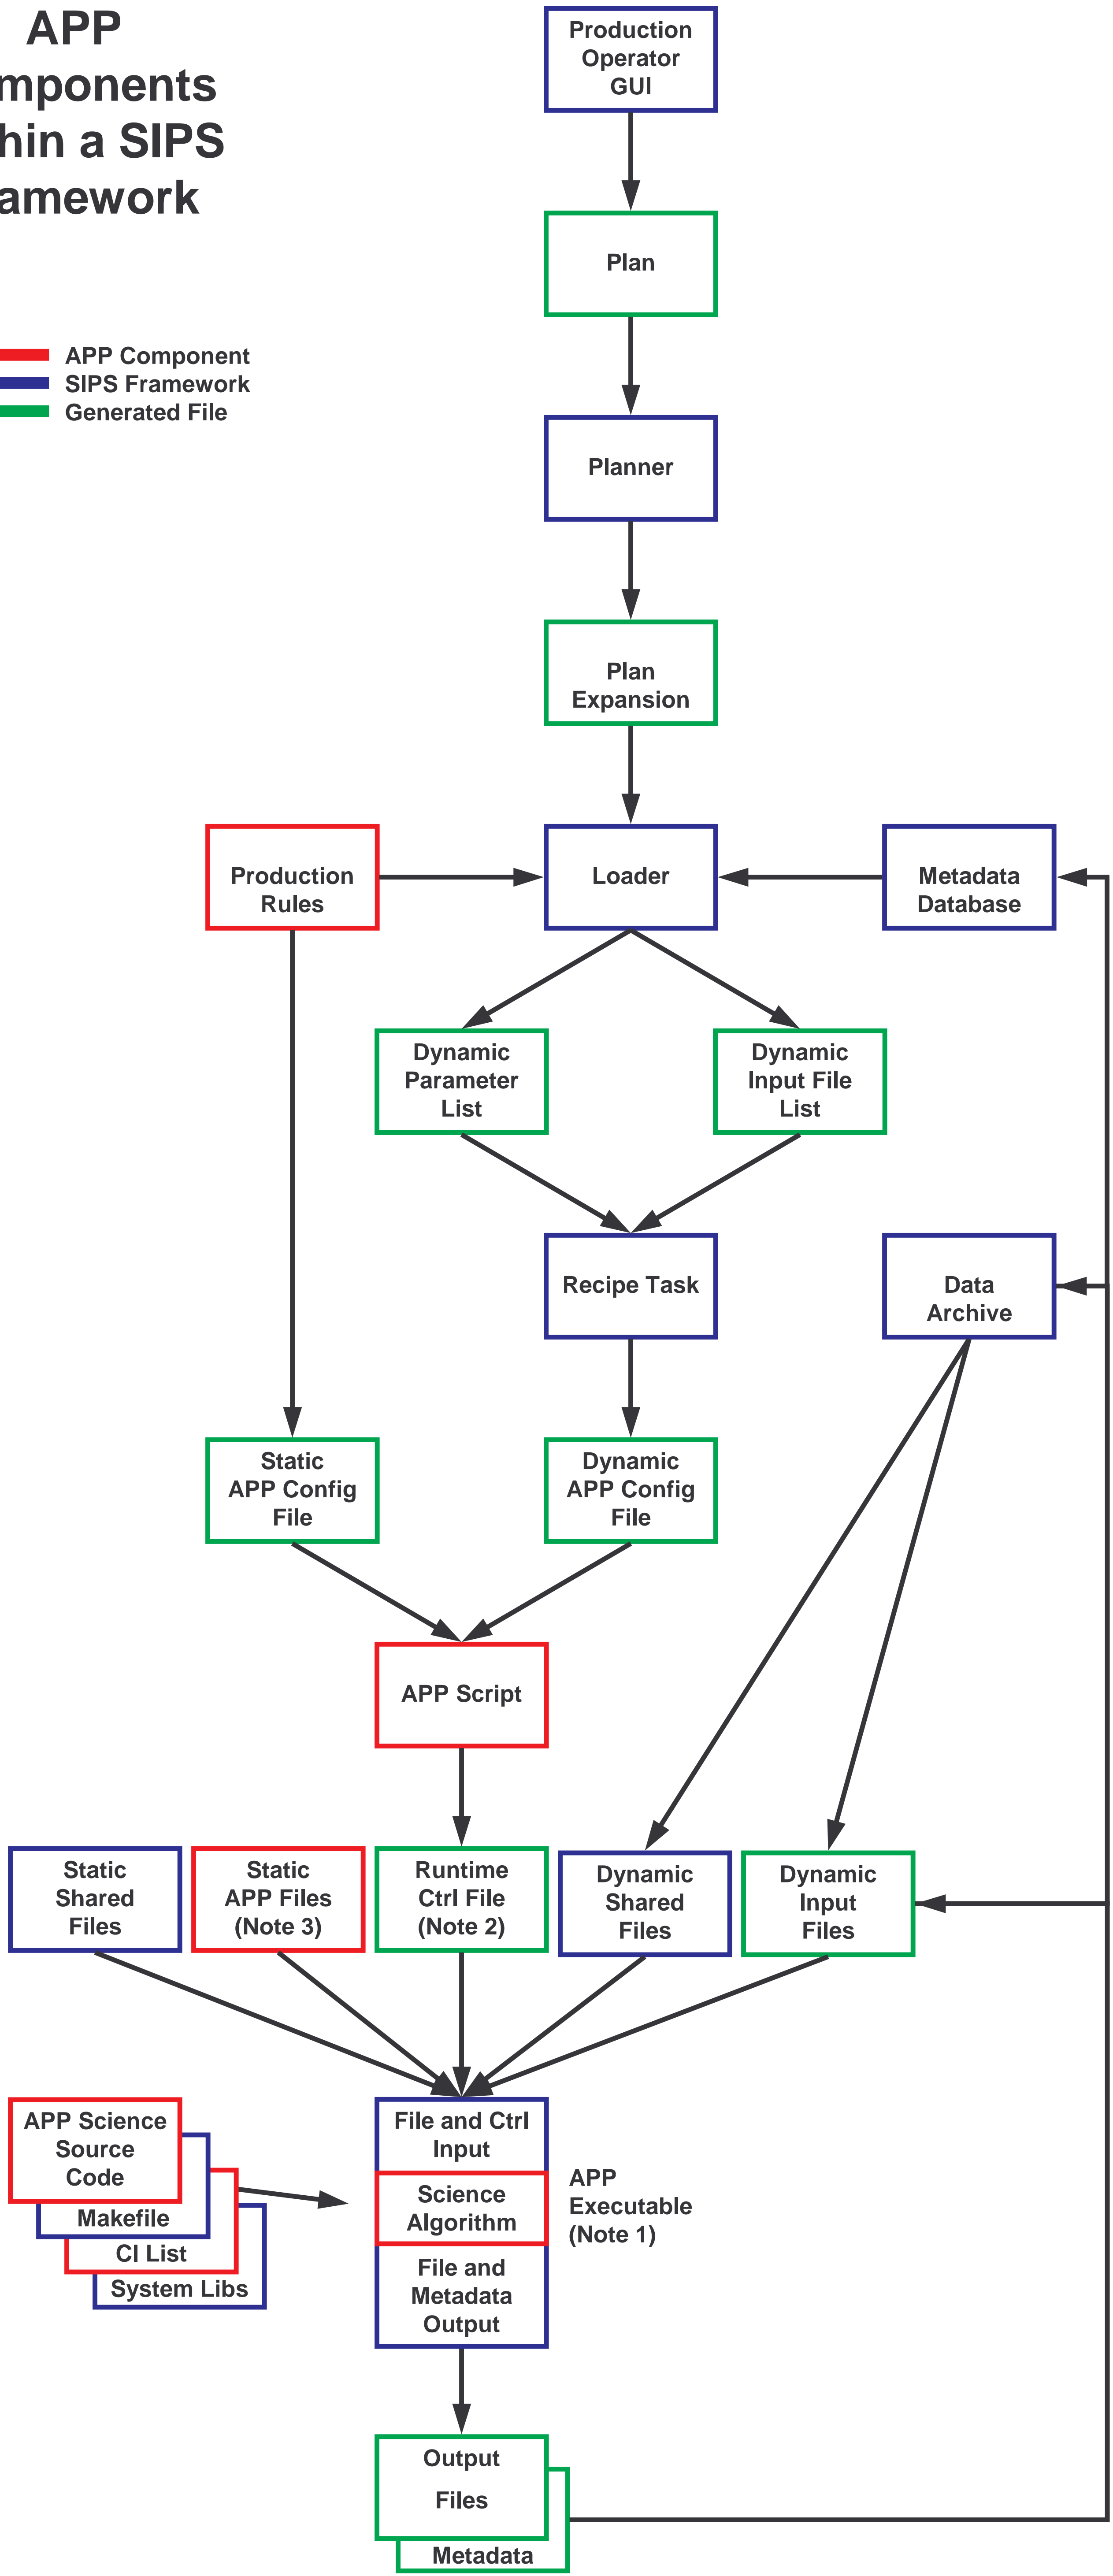 APP
mponents
hin a SIPS
amework
APP Component
SIPS Framework
Generated File
Production
Operator
GUI
Plan
Planner
Plan
Expansion
Production
Rules
Loader
Metadata
Database
Dynamic
Parameter
List
Dynamic
Input File
List
Recipe Task
Data
Archive
Static
APP Config
File
Dynamic
APP Config
File
APP Script
Static
Shared
Files
Static
APP Files
(Note 3)
Runtime
Ctrl File
(Note 2)
Dynamic
Shared
Files
Dynamic
Input
Files
APP Science
Source
Code
Makefile
CI List
System Libs
File and Ctrl
Input
Science
Algorithm
File and
Metadata
Output
APP
Executable
(Note 1)
Output
Files
Metadata